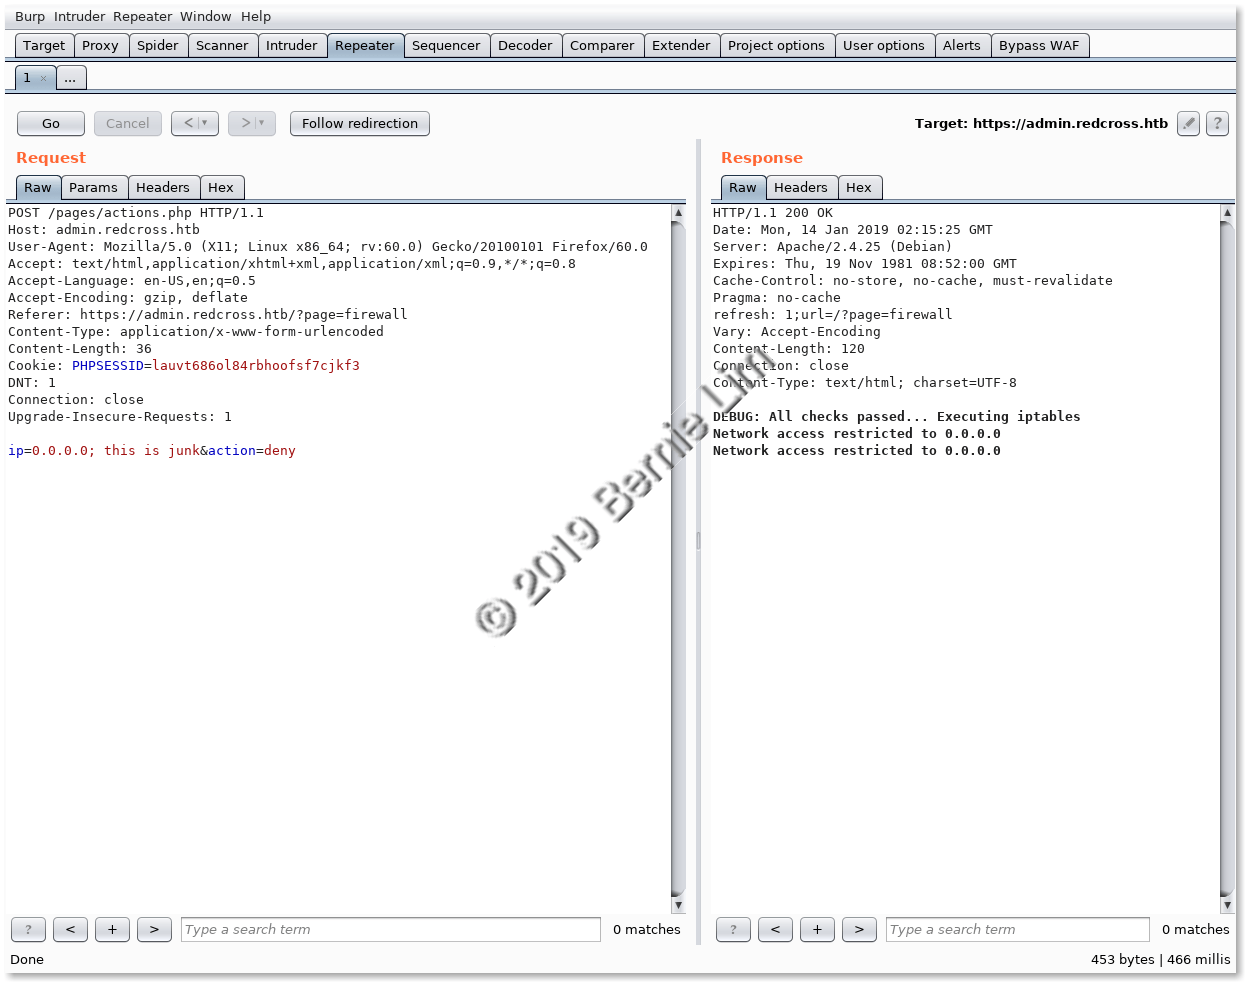 Burp Intruder Repeater Window Help
Target Proxy Spider Scanner Intruder Repeater Sequencer Decoder Comparer Extender Project options User options Alerts Bypass WAF
1 × ...
Go Cancel < ▾ > ▾ Follow redirection Target: https://admin.redcross.htb ?
Request
Raw Params Headers Hex
POST /pages/actions.php HTTP/1.1
Host: admin.redcross.htb
User-Agent: Mozilla/5.0 (X11; Linux x86_64; rv:60.0) Gecko/20100101 Firefox/60.0
Accept: text/html,application/xhtml+xml,application/xml;q=0.9,*/*;q=0.8
Accept-Language: en-US,en;q=0.5
Accept-Encoding: gzip, deflate
Referer: https://admin.redcross.htb/?page=firewall
Content-Type: application/x-www-form-urlencoded
Content-Length: 36
Cookie: PHPSESSID=lauvt686ol84rbhoofsf7cjkf3
DNT: 1
Connection: close
Upgrade-Insecure-Requests: 1
ip=0.0.0.0; this is junk&action=deny
? < + > Type a search term 0 matches
Response
Raw Headers Hex
HTTP/1.1 200 OK
Date: Mon, 14 Jan 2019 02:15:25 GMT
Server: Apache/2.4.25 (Debian)
Expires: Thu, 19 Nov 1981 08:52:00 GMT
Cache-Control: no-store, no-cache, must-revalidate
Pragma: no-cache
refresh: 1;url=/?page=firewall
Vary: Accept-Encoding
Content-Length: 120
Connection: close
Content-Type: text/html; charset=UTF-8
DEBUG: All checks passed... Executing iptables
Network access restricted to 0.0.0.0
Network access restricted to 0.0.0.0
? < + > Type a search term 0 matches
© 2019 Bernie Lim
Done 453 bytes | 466 millis